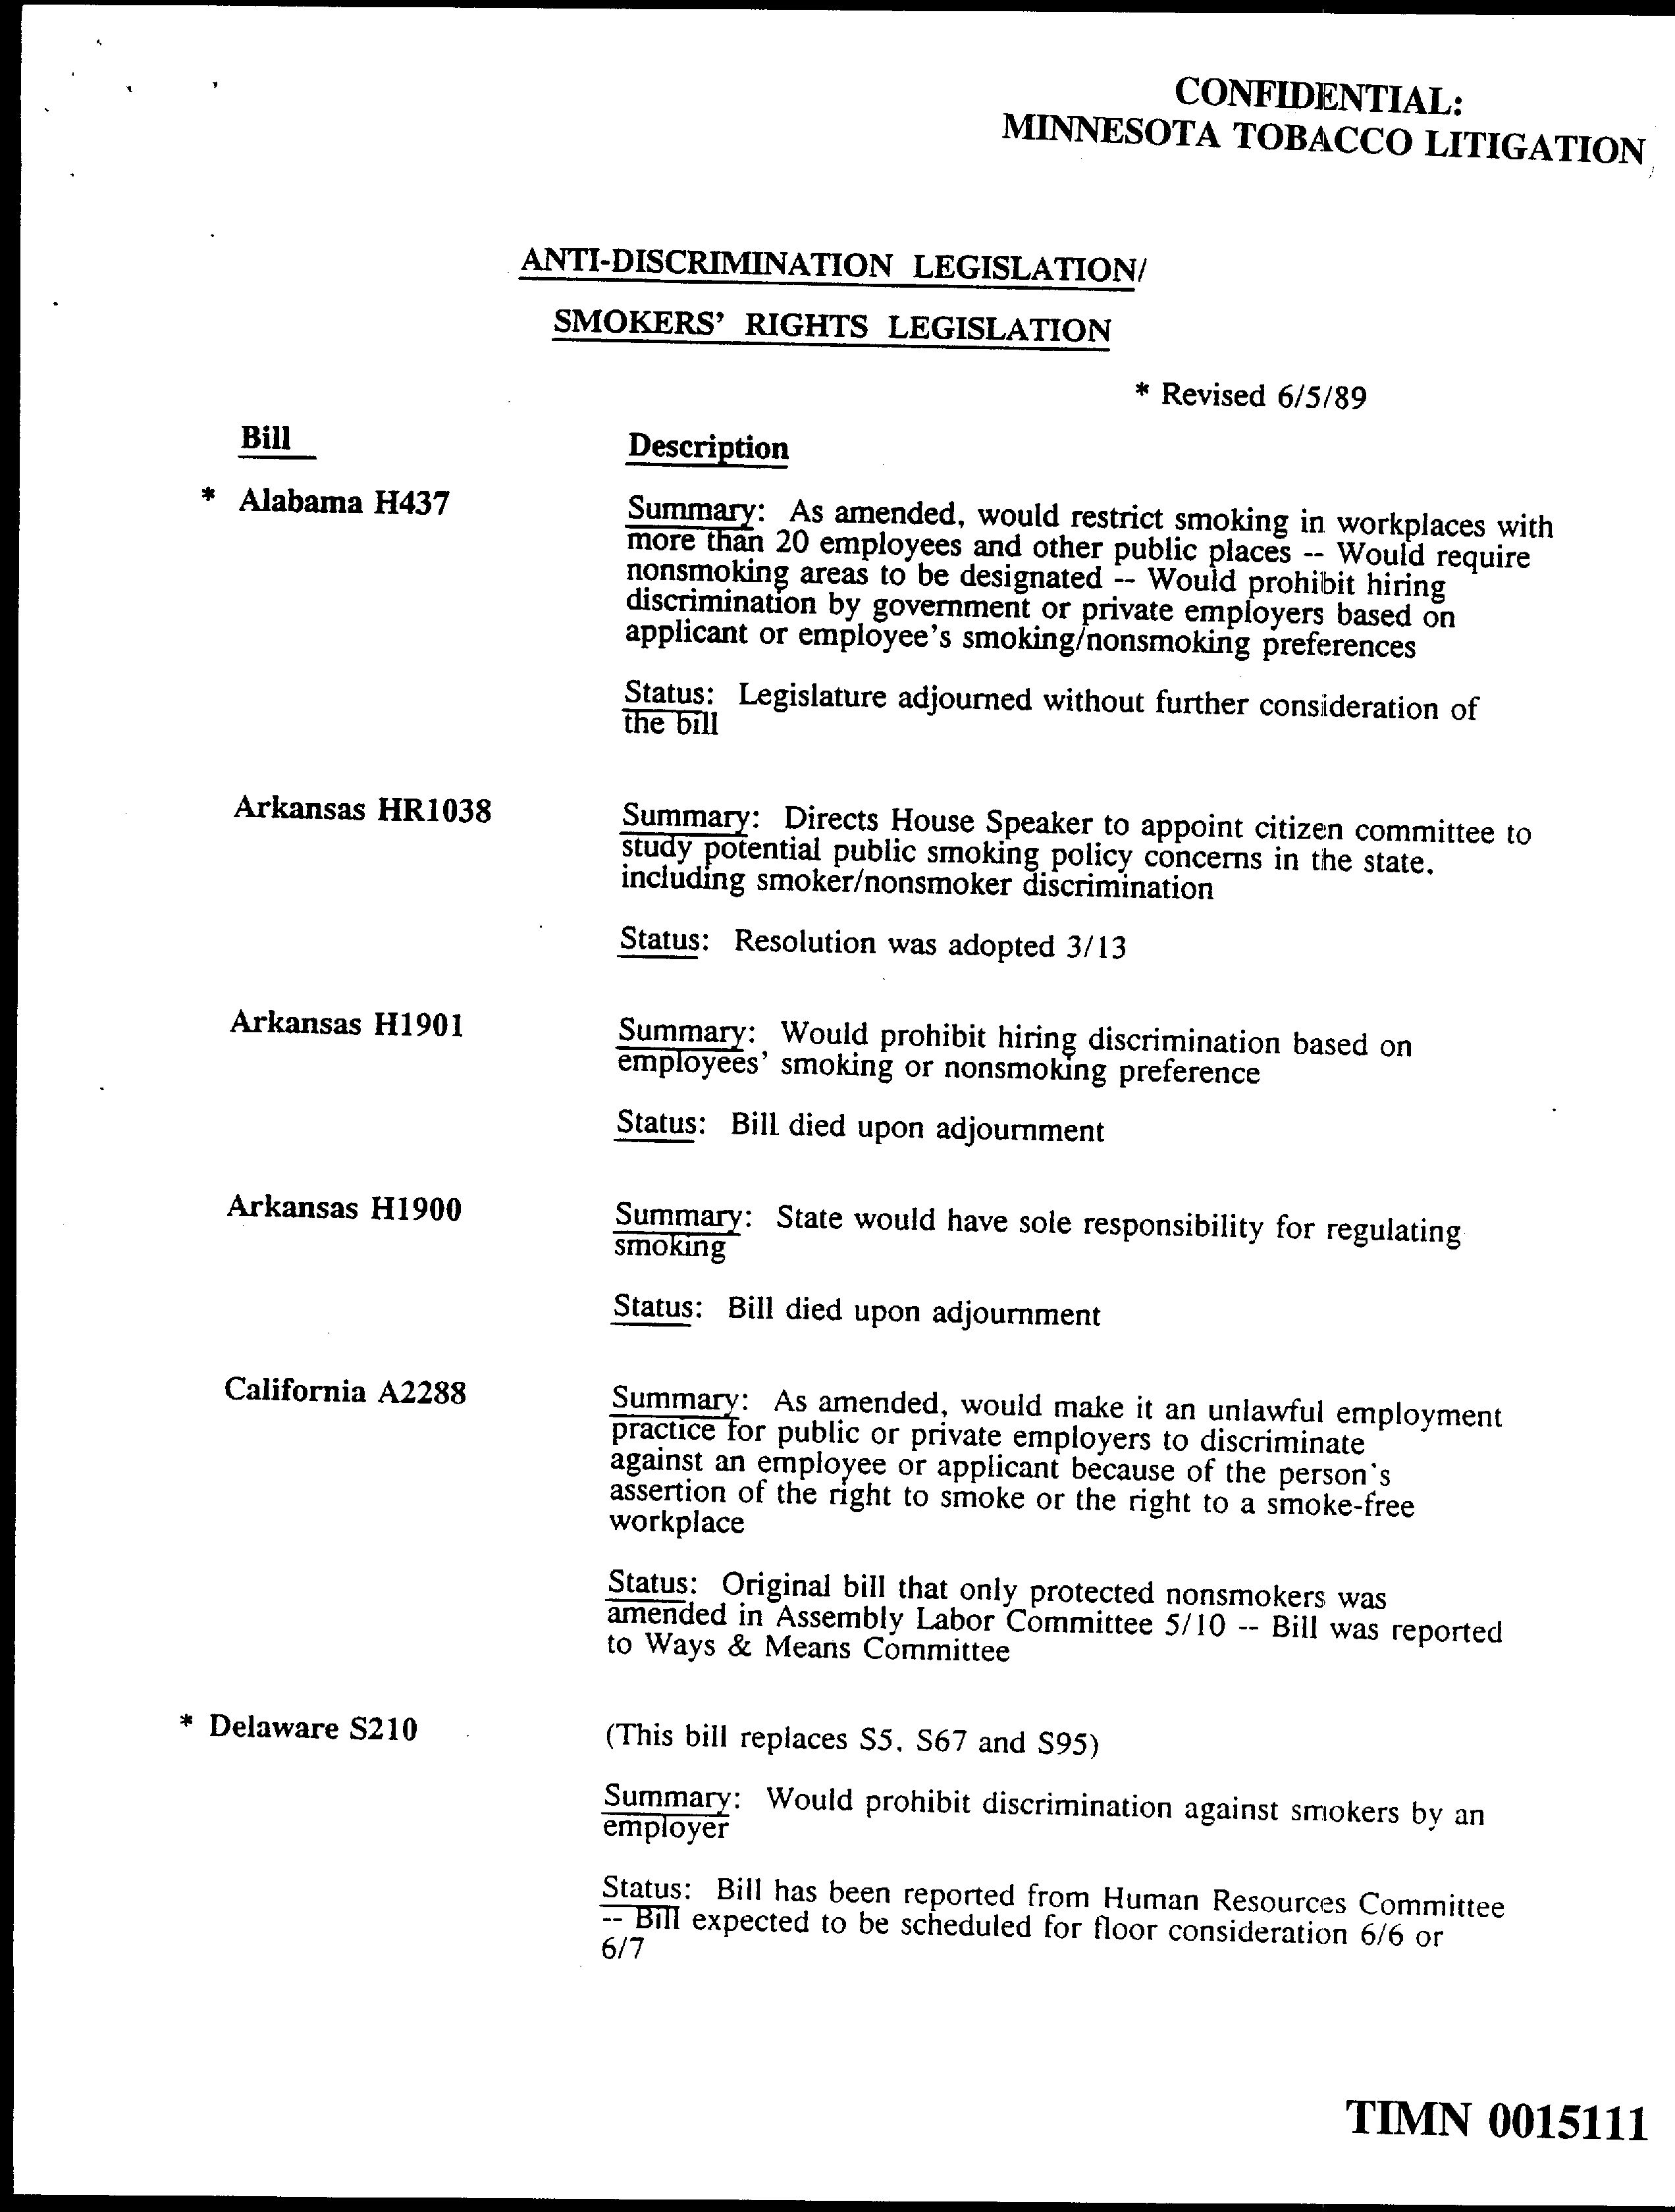 CONFIDENTIAL:
MINNESOTA TOBACCO LITIGATION
ANTI-DISCRIMINATION LEGISLATION/
SMOKERS' RIGHTS LEGISLATION
* Revised 6/5/89
Bill
Description
* Alabama H437
Summary: As amended, would restrict smoking in workplaces with
more than 20 employees and other public places -- Would require
nonsmoking areas to be designated -- Would prohibit hiring
discrimination by government or private employers based on
applicant or employee's smoking/nonsmoking preferences
Status: Legislature adjourned without further consideration of
the bill
Arkansas HR1038
Summary: Directs House Speaker to appoint citizen committee to
study potential public smoking policy concerns in the state,
including smoker/nonsmoker discrimination
Status: Resolution was adopted 3/13
Arkansas H1901
Summary: Would prohibit hiring discrimination based on
employees' smoking or nonsmoking preference
Status: Bill died upon adjournment
Arkansas H1900
Summary: State would have sole responsibility for regulating
smoking
Status: Bill died upon adjournment
California A2288
Summary: As amended, would make it an unlawful employment
practice for public or private employers to discriminate
against an employee or applicant because of the person's
assertion of the right to smoke or the right to a smoke-free
workplace
Status: Original bill that only protected nonsmokers was
amended in Assembly Labor Committee 5/10 -- Bill was reported
to Ways & Means Committee
* Delaware S210
(This bill replaces S5, S67 and S95)
Summary: Would prohibit discrimination against smokers by an
employer
Status: Bill has been reported from Human Resources Committee
-- Bill expected to be scheduled for floor consideration 6/6 or
6/7
TIMN 0015111